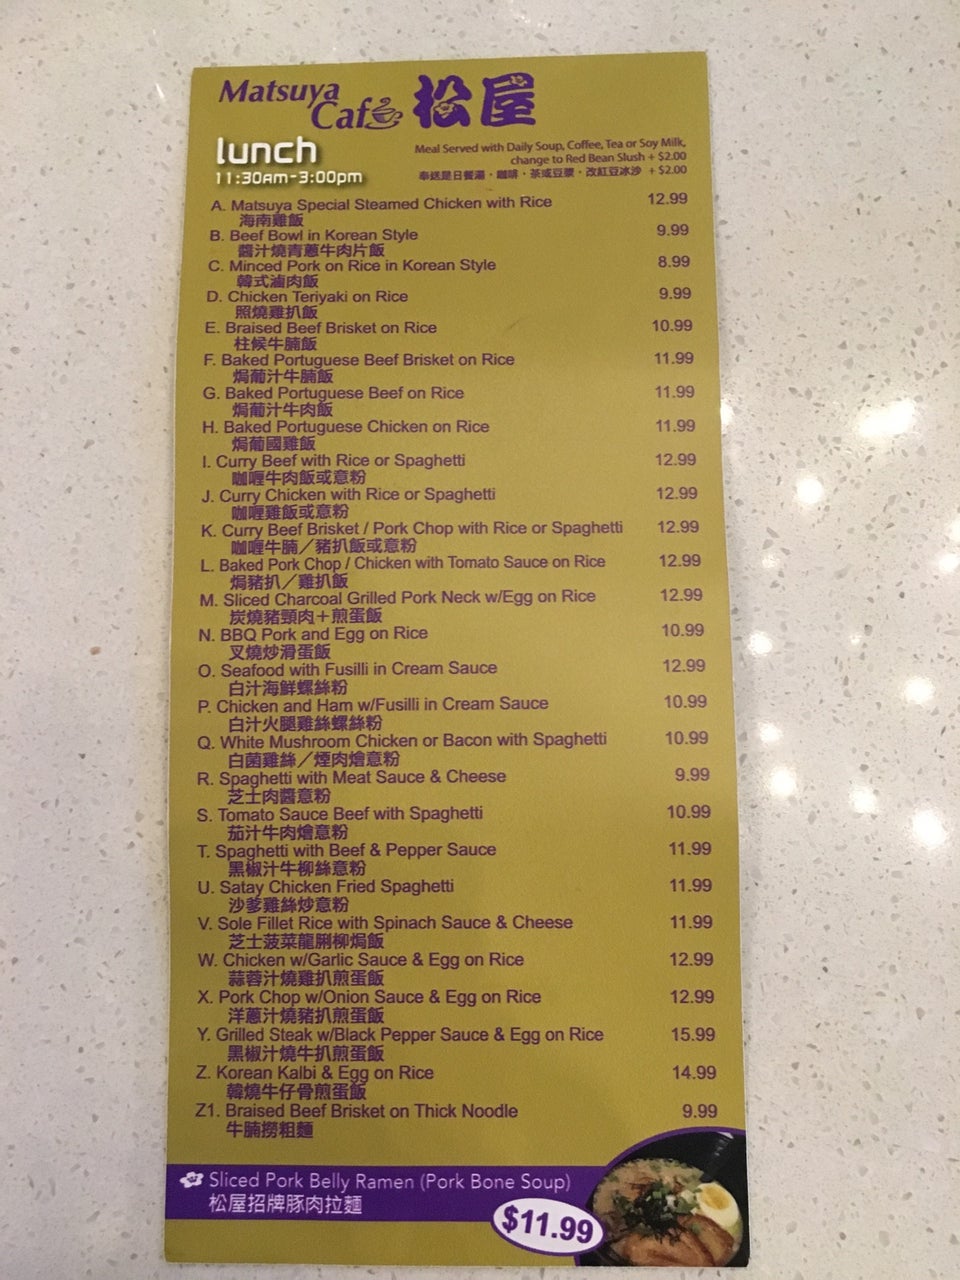 Matsuya Café 松屋
lunch
11:30AM-3:00pm
Meal Served with Daily Soup, Coffee, Tea or Soy Milk,
change to Red Bean Slush + $2.00
奉送是日餐湯·咖啡·茶或豆漿·改紅豆冰沙 + $2.00
A. Matsuya Special Steamed Chicken with Rice 12.99
海南雞飯
B. Beef Bowl in Korean Style 9.99
醬汁燒青蔥牛肉片飯
C. Minced Pork on Rice in Korean Style 8.99
韓式滷肉飯
D. Chicken Teriyaki on Rice 9.99
照燒雞扒飯
E. Braised Beef Brisket on Rice 10.99
柱候牛腩飯
F. Baked Portuguese Beef Brisket on Rice 11.99
焗葡汁牛腩飯
G. Baked Portuguese Beef on Rice 11.99
焗葡汁牛肉飯
H. Baked Portuguese Chicken on Rice 11.99
焗葡國雞飯
I. Curry Beef with Rice or Spaghetti 12.99
咖喱牛肉飯或意粉
J. Curry Chicken with Rice or Spaghetti 12.99
咖喱雞飯或意粉
K. Curry Beef Brisket / Pork Chop with Rice or Spaghetti 12.99
咖喱牛腩／豬扒飯或意粉
L. Baked Pork Chop / Chicken with Tomato Sauce on Rice 12.99
焗豬扒／雞扒飯
M. Sliced Charcoal Grilled Pork Neck w/Egg on Rice 12.99
炭燒豬頸肉＋煎蛋飯
N. BBQ Pork and Egg on Rice 10.99
叉燒炒滑蛋飯
O. Seafood with Fusilli in Cream Sauce 12.99
白汁海鮮螺絲粉
P. Chicken and Ham w/Fusilli in Cream Sauce 10.99
白汁火腿雞絲螺絲粉
Q. White Mushroom Chicken or Bacon with Spaghetti 10.99
白菌雞絲／煙肉燴意粉
R. Spaghetti with Meat Sauce & Cheese 9.99
芝士肉醬意粉
S. Tomato Sauce Beef with Spaghetti 10.99
茄汁牛肉燴意粉
T. Spaghetti with Beef & Pepper Sauce 11.99
黑椒汁牛柳絲意粉
U. Satay Chicken Fried Spaghetti 11.99
沙爹雞絲炒意粉
V. Sole Fillet Rice with Spinach Sauce & Cheese 11.99
芝士菠菜龍脷柳焗飯
W. Chicken w/Garlic Sauce & Egg on Rice 12.99
蒜蓉汁燒雞扒煎蛋飯
X. Pork Chop w/Onion Sauce & Egg on Rice 12.99
洋蔥汁燒豬扒煎蛋飯
Y. Grilled Steak w/Black Pepper Sauce & Egg on Rice 15.99
黑椒汁燒牛扒煎蛋飯
Z. Korean Kalbi & Egg on Rice 14.99
韓燒牛仔骨煎蛋飯
Z1. Braised Beef Brisket on Thick Noodle 9.99
牛腩撈粗麵
Sliced Pork Belly Ramen (Pork Bone Soup)
松屋招牌豚肉拉麵
$11.99